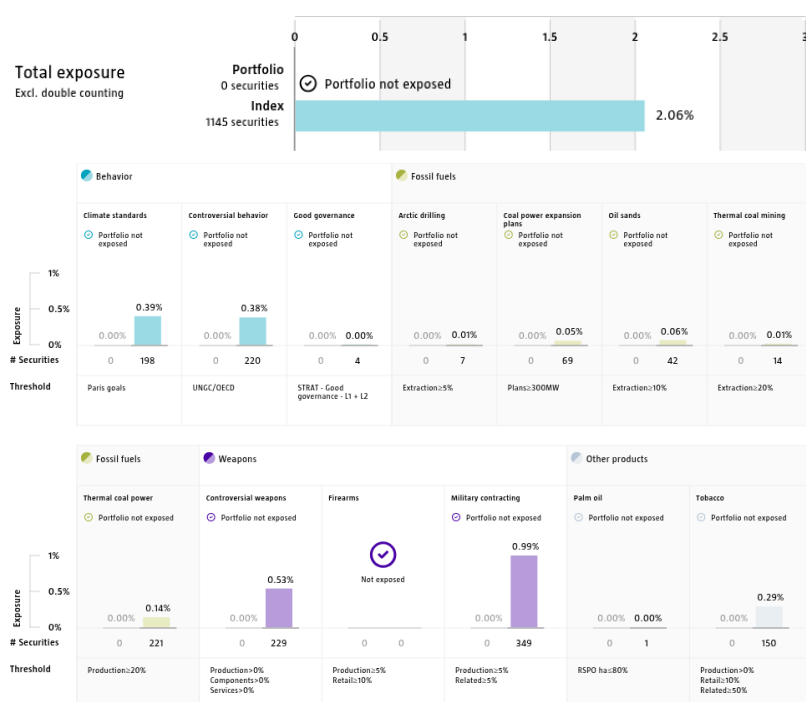 0 0.5 1 1.5 2 2.5 3
Total exposure
Excl. double counting
Portfolio
0 securities
Portfolio not exposed
Index
1145 securities
2.06%
Behavior
Fossil fuels
Climate standards
Controversial behavior
Good governance
Arctic drilling
Coal power expansion
plans
Oil sands
Thermal coal mining
Portfolio not
exposed
Portfolio not
exposed
Portfolio not
exposed
Portfolio not
exposed
Portfolio not
exposed
Portfolio not
exposed
Portfolio not
exposed
Exposure
1%
0.5%
0%
0.00% 0.39%
0.00% 0.38%
0.00% 0.00%
0.00% 0.01%
0.00% 0.05%
0.00% 0.06%
0.00% 0.01%
# Securities 0 198 0 220 0 4 0 7 0 69 0 42 0 14
Threshold
Paris goals
UNGC/OECD
STRAT - Good
governance - L1 + L2
Extraction≥5%
Plans≥300MW
Extraction≥10%
Extraction≥20%
Fossil fuels
Weapons
Other products
Thermal coal power
Controversial weapons
Firearms
Military contracting
Palm oil
Tobacco
Portfolio not exposed
Portfolio not exposed
Not exposed
Portfolio not exposed
Portfolio not exposed
Portfolio not exposed
Exposure
1%
0.5%
0%
0.00% 0.14%
0.00% 0.53%
0.00% 0.99%
0.00% 0.00%
0.00% 0.29%
# Securities 0 221 0 229 0 0 0 349 0 1 0 150
Threshold
Production≥20%
Production>0%
Components>0%
Services>0%
Production≥5%
Retail≥10%
Production≥5%
Related≥5%
RSPO ha≤80%
Production>0%
Retail≥10%
Related≥50%